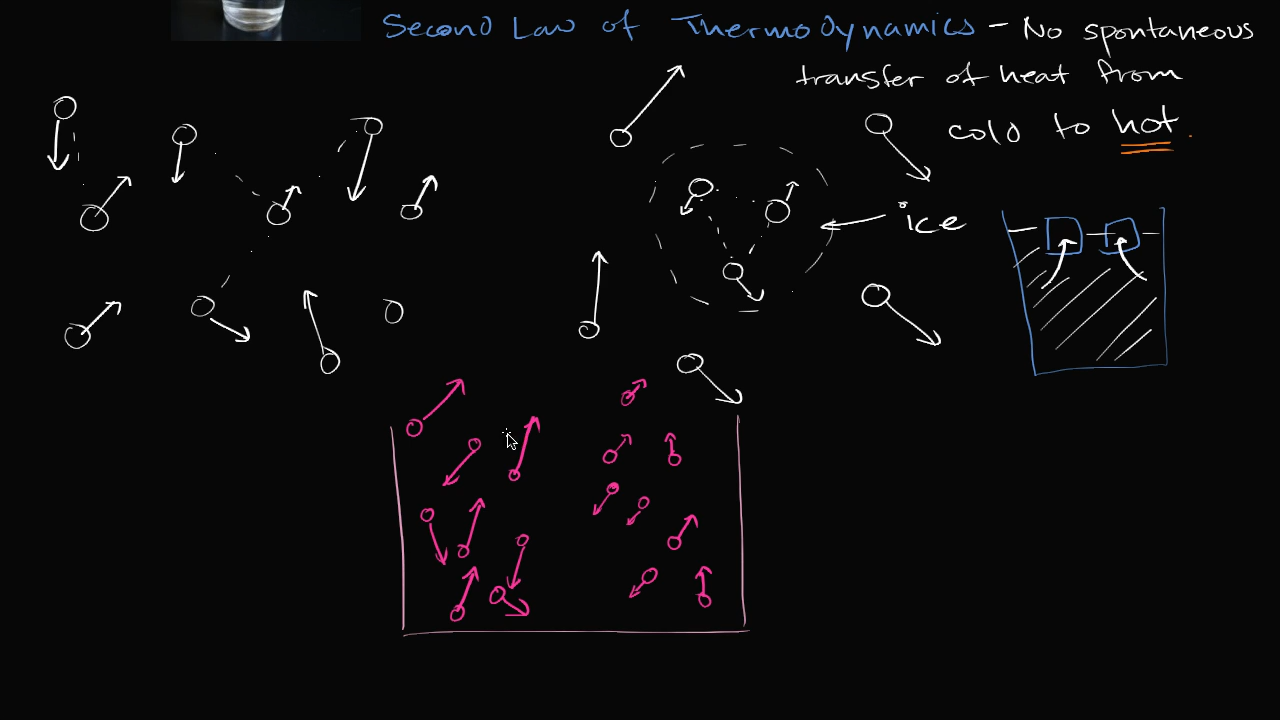 Second Law of Thermodynamics - No spontaneous
transfer of heat from
cold to hot.
ice